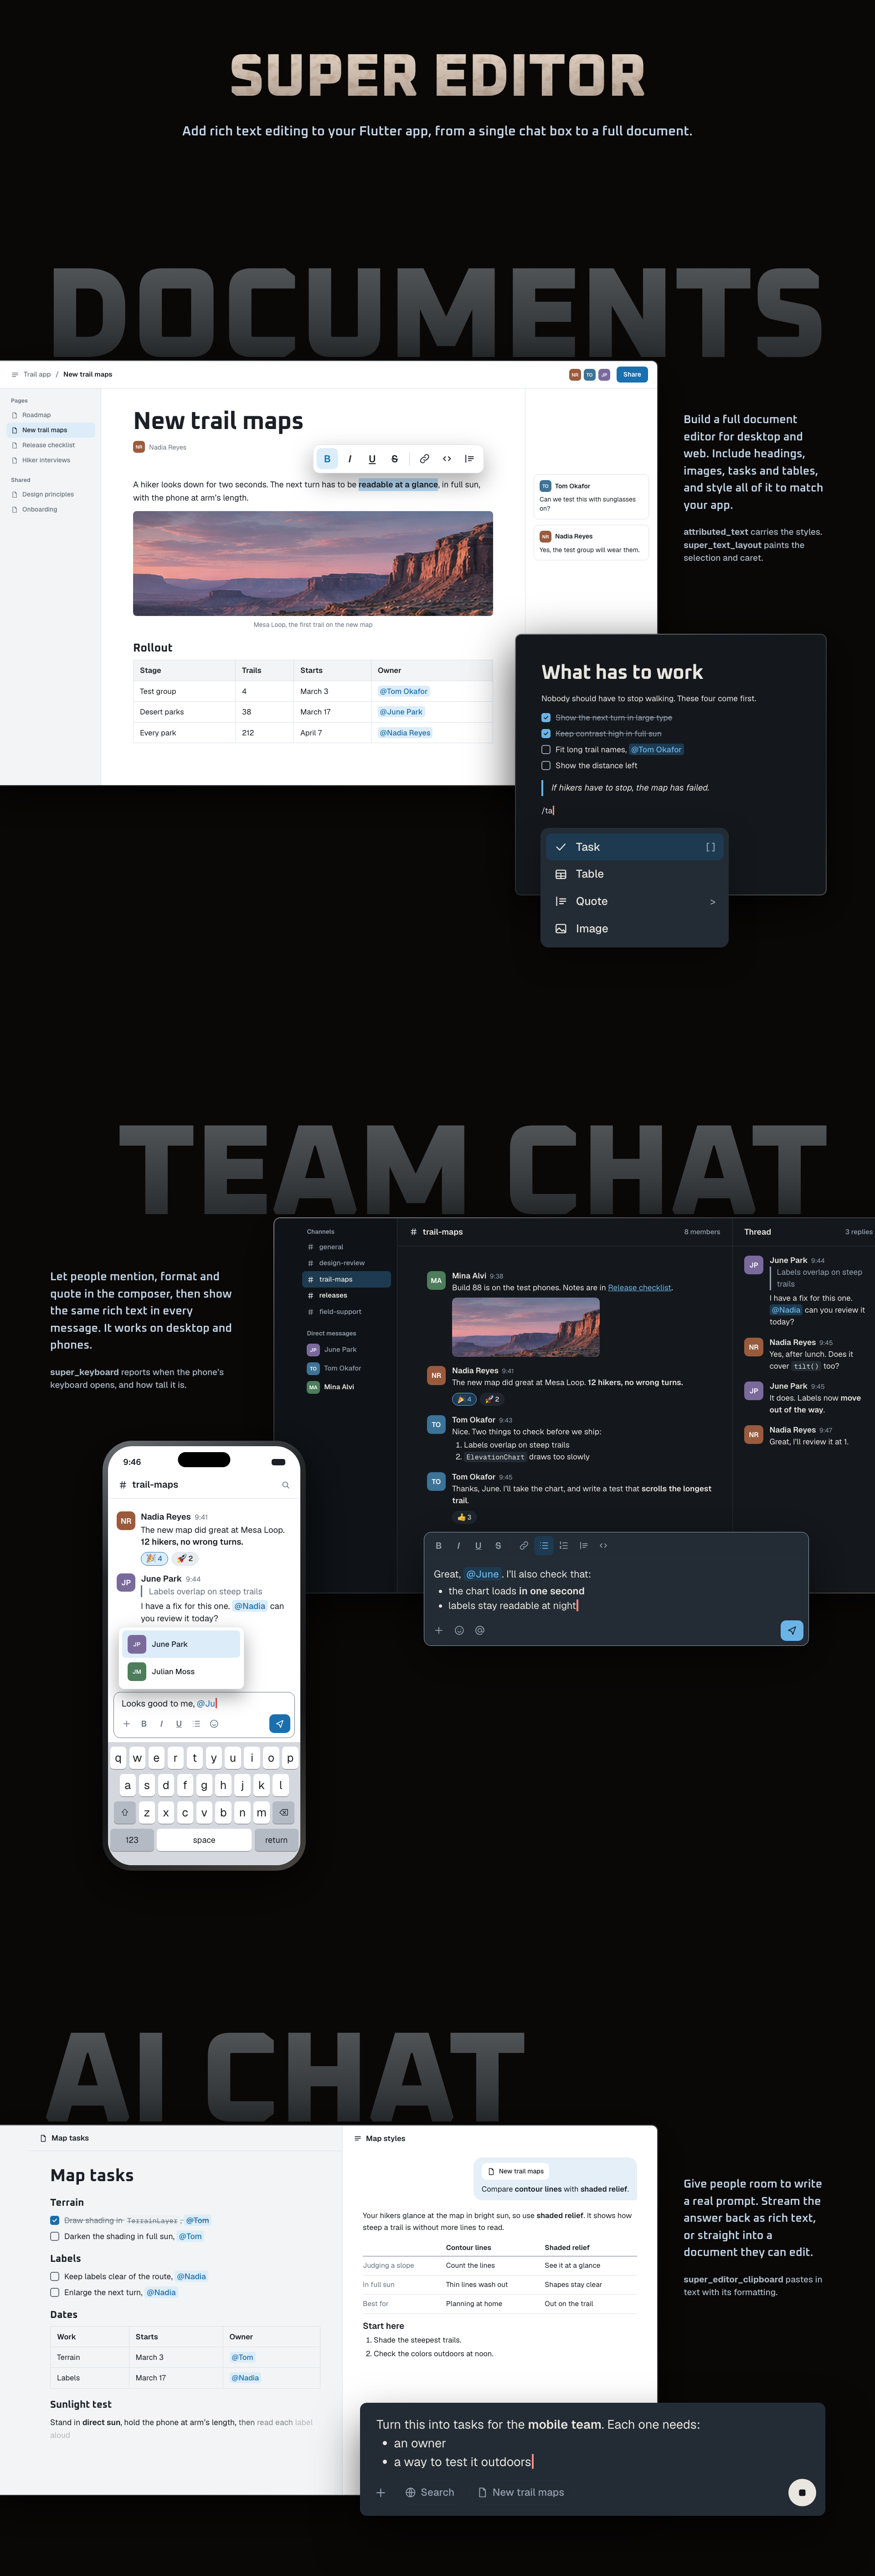 SUPER EDITOR
Add rich text editing to your Flutter app, from a single chat box to a full document.
DOCUMENTS
Trail app / New trail maps
NR TO JP Share
Pages
Roadmap
New trail maps
Release checklist
Hiker interviews
Shared
Design principles
Onboarding
New trail maps
NR Nadia Reyes
B I U S
A hiker looks down for two seconds. The next turn has to be readable at a glance, in full sun,
with the phone at arm's length.
Mesa Loop, the first trail on the new map
Rollout
Stage Trails Starts Owner
Test group 4 March 3 @Tom Okafor
Desert parks 38 March 17 @June Park
Every park 212 April 7 @Nadia Reyes
TO Tom Okafor
Can we test this with sunglasses
on?
NR Nadia Reyes
Yes, the test group will wear them.
Build a full document
editor for desktop and
web. Include headings,
images, tasks and tables,
and style all of it to match
your app.
attributed_text carries the styles.
super_text_layout paints the
selection and caret.
What has to work
Nobody should have to stop walking. These four come first.
Show the next turn in large type
Keep contrast high in full sun
Fit long trail names, @Tom Okafor
Show the distance left
If hikers have to stop, the map has failed.
/ta
Task [ ]
Table
Quote >
Image
TEAM CHAT
Let people mention, format and
quote in the composer, then show
the same rich text in every
message. It works on desktop and
phones.
super_keyboard reports when the phone's
keyboard opens, and how tall it is.
Channels
# general
# design-review
# trail-maps
# releases
# field-support
Direct messages
JP June Park
TO Tom Okafor
MA Mina Alvi
# trail-maps 8 members
MA Mina Alvi 9:38
Build 88 is on the test phones. Notes are in Release checklist.
NR Nadia Reyes 9:41
The new map did great at Mesa Loop. 12 hikers, no wrong turns.
🎉 4 🚀 2
TO Tom Okafor 9:43
Nice. Two things to check before we ship:
1. Labels overlap on steep trails
2. ElevationChart draws too slowly
TO Tom Okafor 9:45
Thanks, June. I'll take the chart, and write a test that scrolls the longest
trail.
👍 3
Thread 3 replies
JP June Park 9:44
Labels overlap on steep
trails
I have a fix for this one.
@Nadia can you review it
today?
NR Nadia Reyes 9:45
Yes, after lunch. Does it
cover tilt() too?
JP June Park 9:45
It does. Labels now move
out of the way.
NR Nadia Reyes 9:47
Great, I'll review it at 1.
B I U S
Great, @June . I'll also check that:
• the chart loads in one second
• labels stay readable at night
9:46
# trail-maps
NR Nadia Reyes 9:41
The new map did great at Mesa Loop.
12 hikers, no wrong turns.
🎉 4 🚀 2
JP June Park 9:44
Labels overlap on steep trails
I have a fix for this one. @Nadia can
you review it today?
JP June Park
JM Julian Moss
Looks good to me, @Ju
B I U
q w e r t y u i o p
a s d f g h j k l
z x c v b n m
123 space return
AI CHAT
Map tasks
Map tasks
Terrain
Draw shading in TerrainLayer ; @Tom
Darken the shading in full sun, @Tom
Labels
Keep labels clear of the route, @Nadia
Enlarge the next turn, @Nadia
Dates
Work Starts Owner
Terrain March 3 @Tom
Labels March 17 @Nadia
Sunlight test
Stand in direct sun, hold the phone at arm's length, then read each label
aloud
Map styles
New trail maps
Compare contour lines with shaded relief.
Your hikers glance at the map in bright sun, so use shaded relief. It shows how
steep a trail is without more lines to read.
Contour lines Shaded relief
Judging a slope Count the lines See it at a glance
In full sun Thin lines wash out Shapes stay clear
Best for Planning at home Out on the trail
Start here
1. Shade the steepest trails.
2. Check the colors outdoors at noon.
Give people room to write
a real prompt. Stream the
answer back as rich text,
or straight into a
document they can edit.
super_editor_clipboard pastes in
text with its formatting.
Turn this into tasks for the mobile team. Each one needs:
• an owner
• a way to test it outdoors
+ Search New trail maps